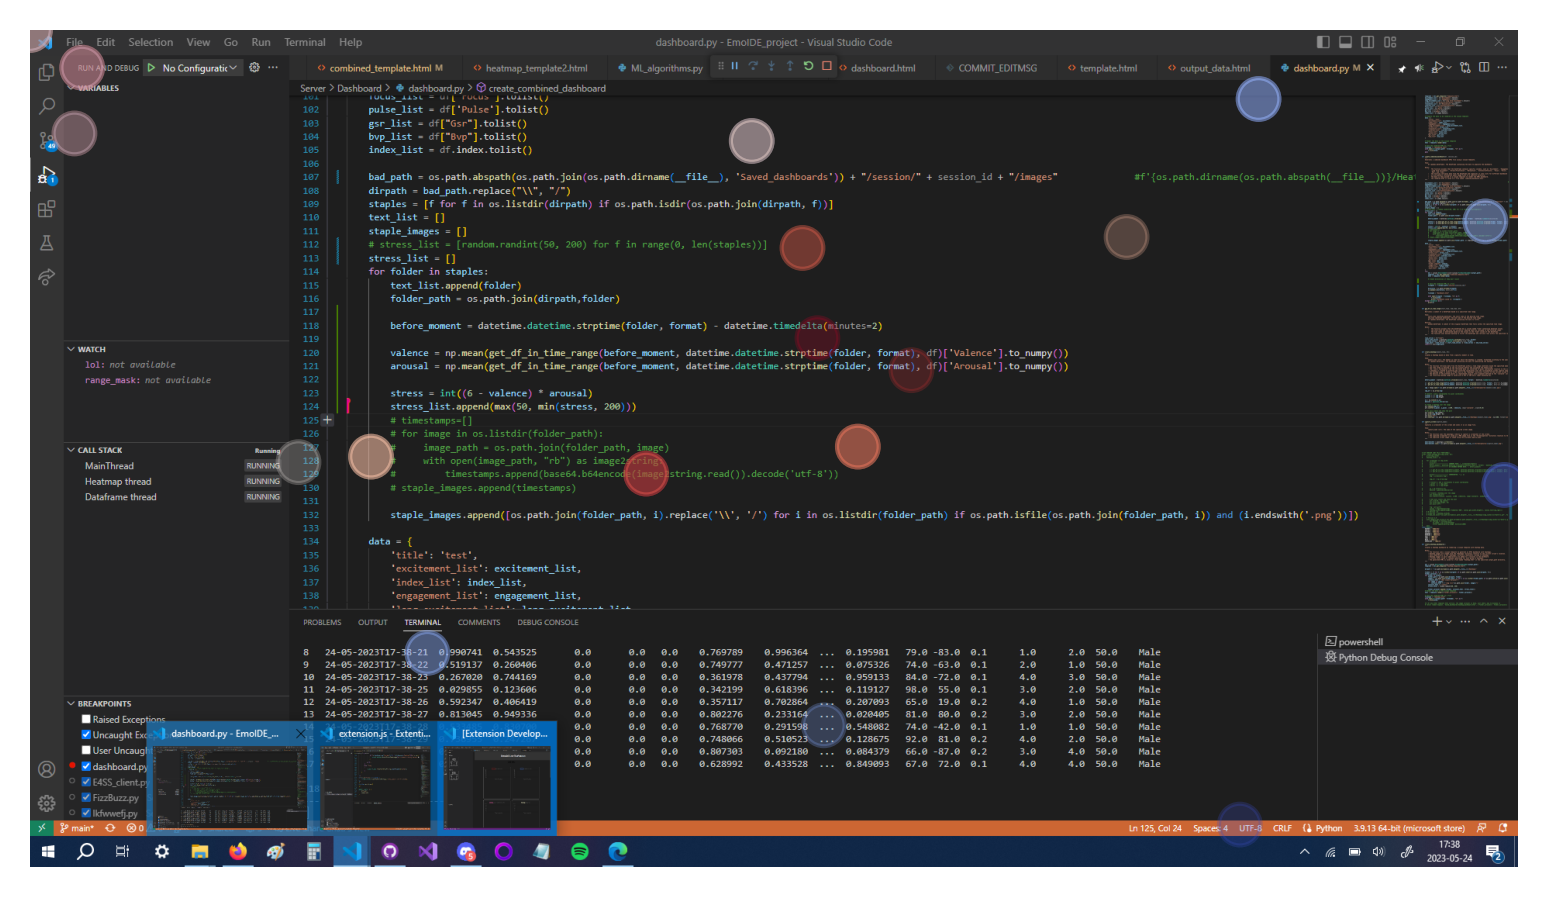 File Edit Selection View Go Run Terminal Help
dashboard.py - EmoIDE_project - Visual Studio Code
RUN AND DEBUG No Configuratic
combined_template.html M heatmap_template2.html ML_algorithms.py dashboard.html COMMIT_EDITMSG template.html output_data.html dashboard.py M
VARIABLES
Server > Dashboard > dashboard.py > create_combined_dashboard
102 pulse_list = df['Pulse'].tolist()
103 gsr_list = df["Gsr"].tolist()
104 bvp_list = df["Bvp"].tolist()
105 index_list = df.index.tolist()
106
107 bad_path = os.path.abspath(os.path.join(os.path.dirname(__file__), 'Saved_dashboards')) + "/session/" + session_id + "/images" #f'{os.path.dirname(os.path.abspath(__file__))}/Hea
108 dirpath = bad_path.replace("\\", "/")
109 staples = [f for f in os.listdir(dirpath) if os.path.isdir(os.path.join(dirpath, f))]
110 text_list = []
111 staple_images = []
112 # stress_list = [random.randint(50, 200) for f in range(0, len(staples))]
113 stress_list = []
114 for folder in staples:
115 text_list.append(folder)
116 folder_path = os.path.join(dirpath,folder)
117
118 before_moment = datetime.datetime.strptime(folder, format) - datetime.timedelta(minutes=2)
119
120 valence = np.mean(get_df_in_time_range(before_moment, datetime.datetime.strptime(folder, format), df)['Valence'].to_numpy())
121 arousal = np.mean(get_df_in_time_range(before_moment, datetime.datetime.strptime(folder, format), df)['Arousal'].to_numpy())
122
123 stress = int((6 - valence) * arousal)
124 stress_list.append(max(50, min(stress, 200)))
125 # timestamps=[]
126 # for image in os.listdir(folder_path):
127 # image_path = os.path.join(folder_path, image)
128 # with open(image_path, "rb") as image2string:
129 # timestamps.append(base64.b64encode(image2string.read()).decode('utf-8'))
130 # staple_images.append(timestamps)
131
132 staple_images.append([os.path.join(folder_path, i).replace('\\', '/') for i in os.listdir(folder_path) if os.path.isfile(os.path.join(folder_path, i)) and (i.endswith('.png'))])
133
134 data = {
135 'title': 'test',
136 'excitement_list': excitement_list,
137 'index_list': index_list,
138 'engagement_list': engagement_list,
WATCH
lol: not available
range_mask: not available
CALL STACK Running
MainThread RUNNING
Heatmap thread RUNNING
Dataframe thread RUNNING
BREAKPOINTS
Raised Exceptions
Uncaught Exc
User Uncaugh
dashboard.py
E4SS_client.py
FizzBuzz.py
lkfwwefj.py
PROBLEMS OUTPUT TERMINAL COMMENTS DEBUG CONSOLE
powershell
Python Debug Console
8 24-05-2023T17-38-21 0.990741 0.543525 0.0 0.0 0.0 0.769789 0.996364 ... 0.195981 79.0 -83.0 0.1 1.0 2.0 50.0 Male
9 24-05-2023T17-38-22 0.519137 0.260406 0.0 0.0 0.0 0.749777 0.471257 ... 0.075326 74.0 -63.0 0.1 2.0 1.0 50.0 Male
10 24-05-2023T17-38-23 0.267020 0.744169 0.0 0.0 0.0 0.361978 0.437794 ... 0.959133 84.0 -72.0 0.1 4.0 3.0 50.0 Male
11 24-05-2023T17-38-25 0.029855 0.123606 0.0 0.0 0.0 0.342199 0.618396 ... 0.119127 98.0 55.0 0.1 3.0 2.0 50.0 Male
12 24-05-2023T17-38-26 0.592347 0.406419 0.0 0.0 0.0 0.357117 0.702864 ... 0.207093 65.0 19.0 0.2 4.0 1.0 50.0 Male
13 24-05-2023T17-38-27 0.813045 0.949336 0.0 0.0 0.0 0.802276 0.233164 ... 0.020405 81.0 80.0 0.2 3.0 2.0 50.0 Male
0.0 0.0 0.0 0.768770 0.291598 ... 0.548082 74.0 -42.0 0.1 1.0 1.0 50.0 Male
0.0 0.0 0.0 0.748066 0.510523 ... 0.128675 92.0 81.0 0.2 4.0 2.0 50.0 Male
0.0 0.0 0.0 0.807303 0.092180 ... 0.084379 66.0 -87.0 0.2 3.0 4.0 50.0 Male
0.0 0.0 0.0 0.628992 0.433528 ... 0.849093 67.0 72.0 0.1 4.0 4.0 50.0 Male
dashboard.py - EmoIDE_... extension.js - Extenti... [Extension Develop...
main* 0 Ln 125, Col 24 Spaces: 4 UTF-8 CRLF Python 3.9.13 64-bit (microsoft store)
17:38
2023-05-24